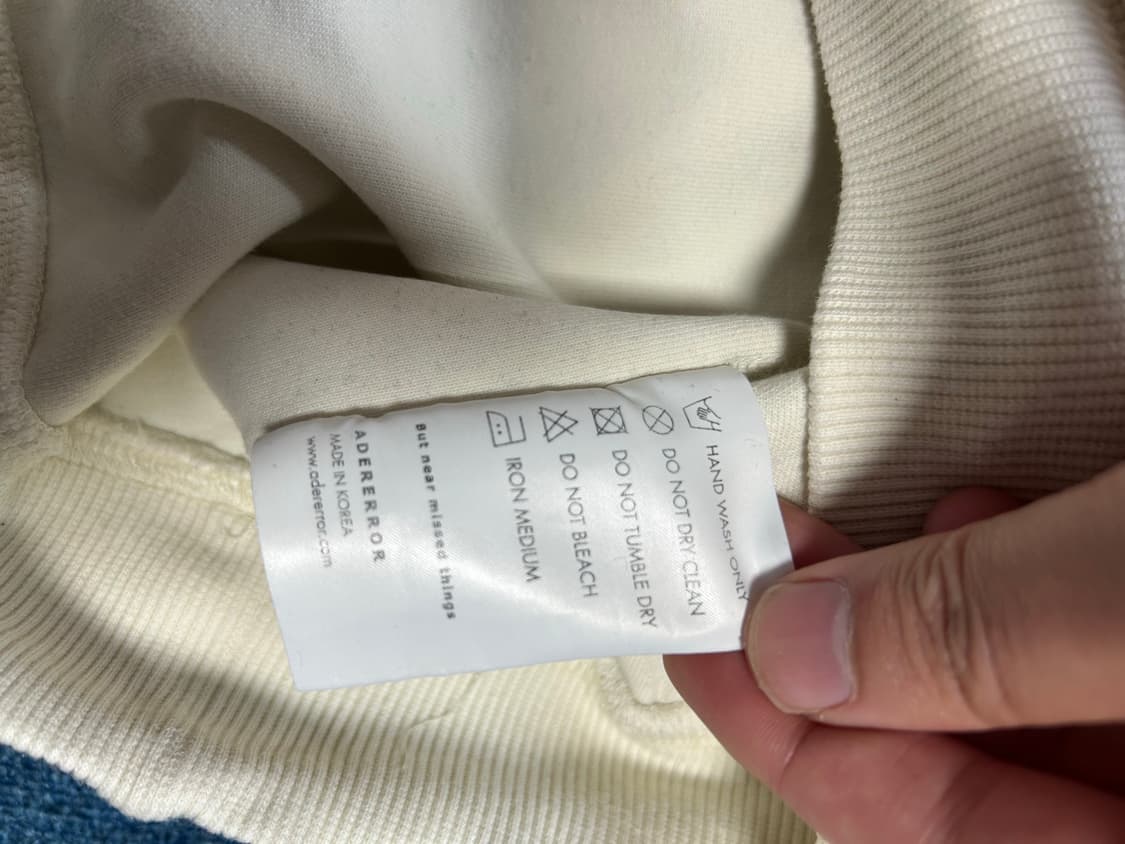 HAND WASH ONLY
DO NOT DRY CLEAN
DO NOT TUMBLE DRY
DO NOT BLEACH
IRON MEDIUM
But near missed things
ADERERROR
MADE IN KOREA
www.adererror.com